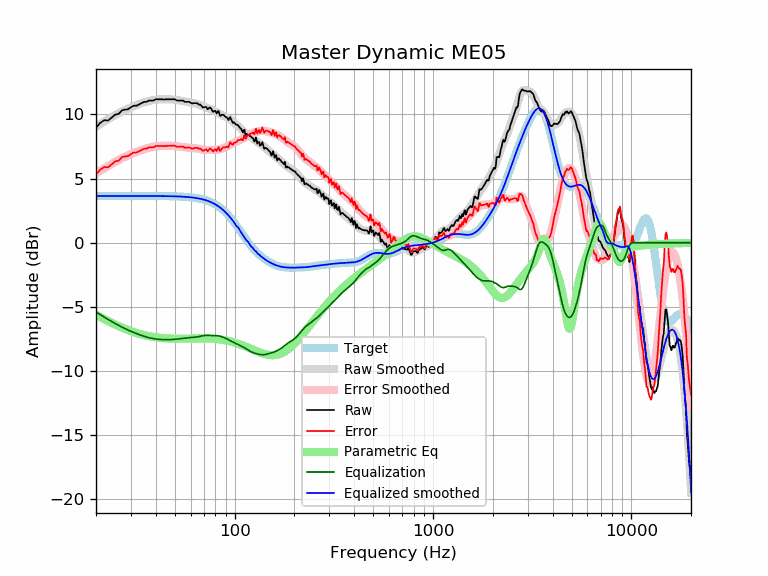 Master Dynamic ME05
10
5
0
−5
−10
−15
−20
Amplitude (dBr)
Target
Raw Smoothed
Error Smoothed
Raw
Error
Parametric Eq
Equalization
Equalized smoothed
100
1000
10000
Frequency (Hz)